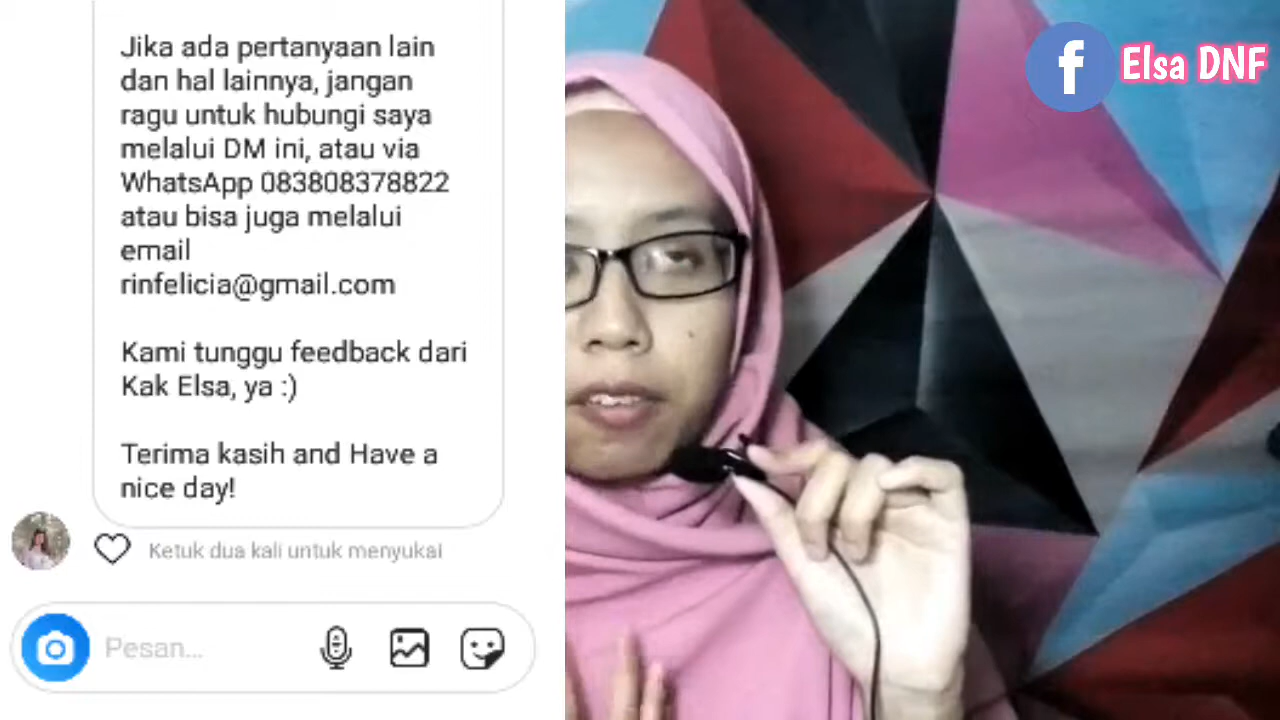 Jika ada pertanyaan lain
dan hal lainnya, jangan
ragu untuk hubungi saya
melalui DM ini, atau via
WhatsApp 083808378822
atau bisa juga melalui
email
rinfelicia@gmail.com
Kami tunggu feedback dari
Kak Elsa, ya :)
Terima kasih and Have a
nice day!
Ketuk dua kali untuk menyukai
Pesan...
f Elsa DNF